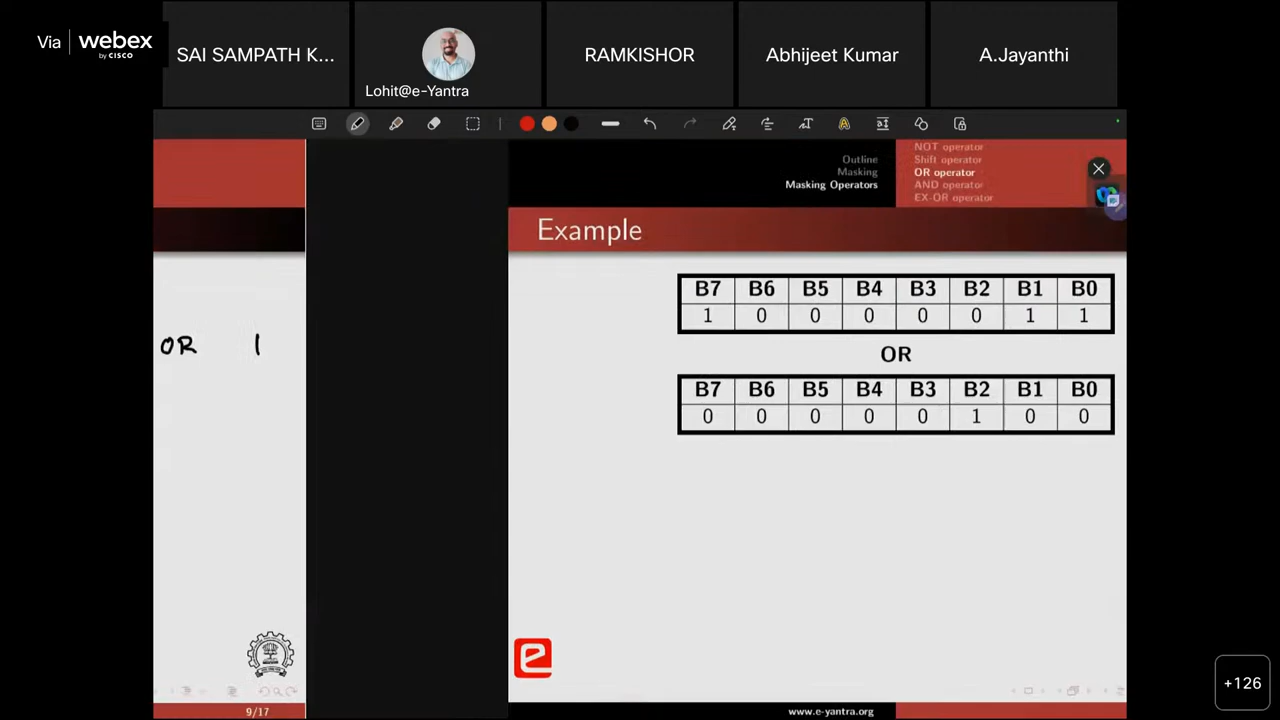 Via webex
by CISCO
SAI SAMPATH K...
Lohit@e-Yantra
RAMKISHOR
Abhijeet Kumar
A.Jayanthi
Outline
Masking
Masking Operators
NOT operator
Shift operator
OR operator
AND operator
EX-OR operator
Example
B7 B6 B5 B4 B3 B2 B1 B0
1 0 0 0 0 0 1 1
OR
B7 B6 B5 B4 B3 B2 B1 B0
0 0 0 0 0 1 0 0
OR 1
9/17
www.e-yantra.org
+126